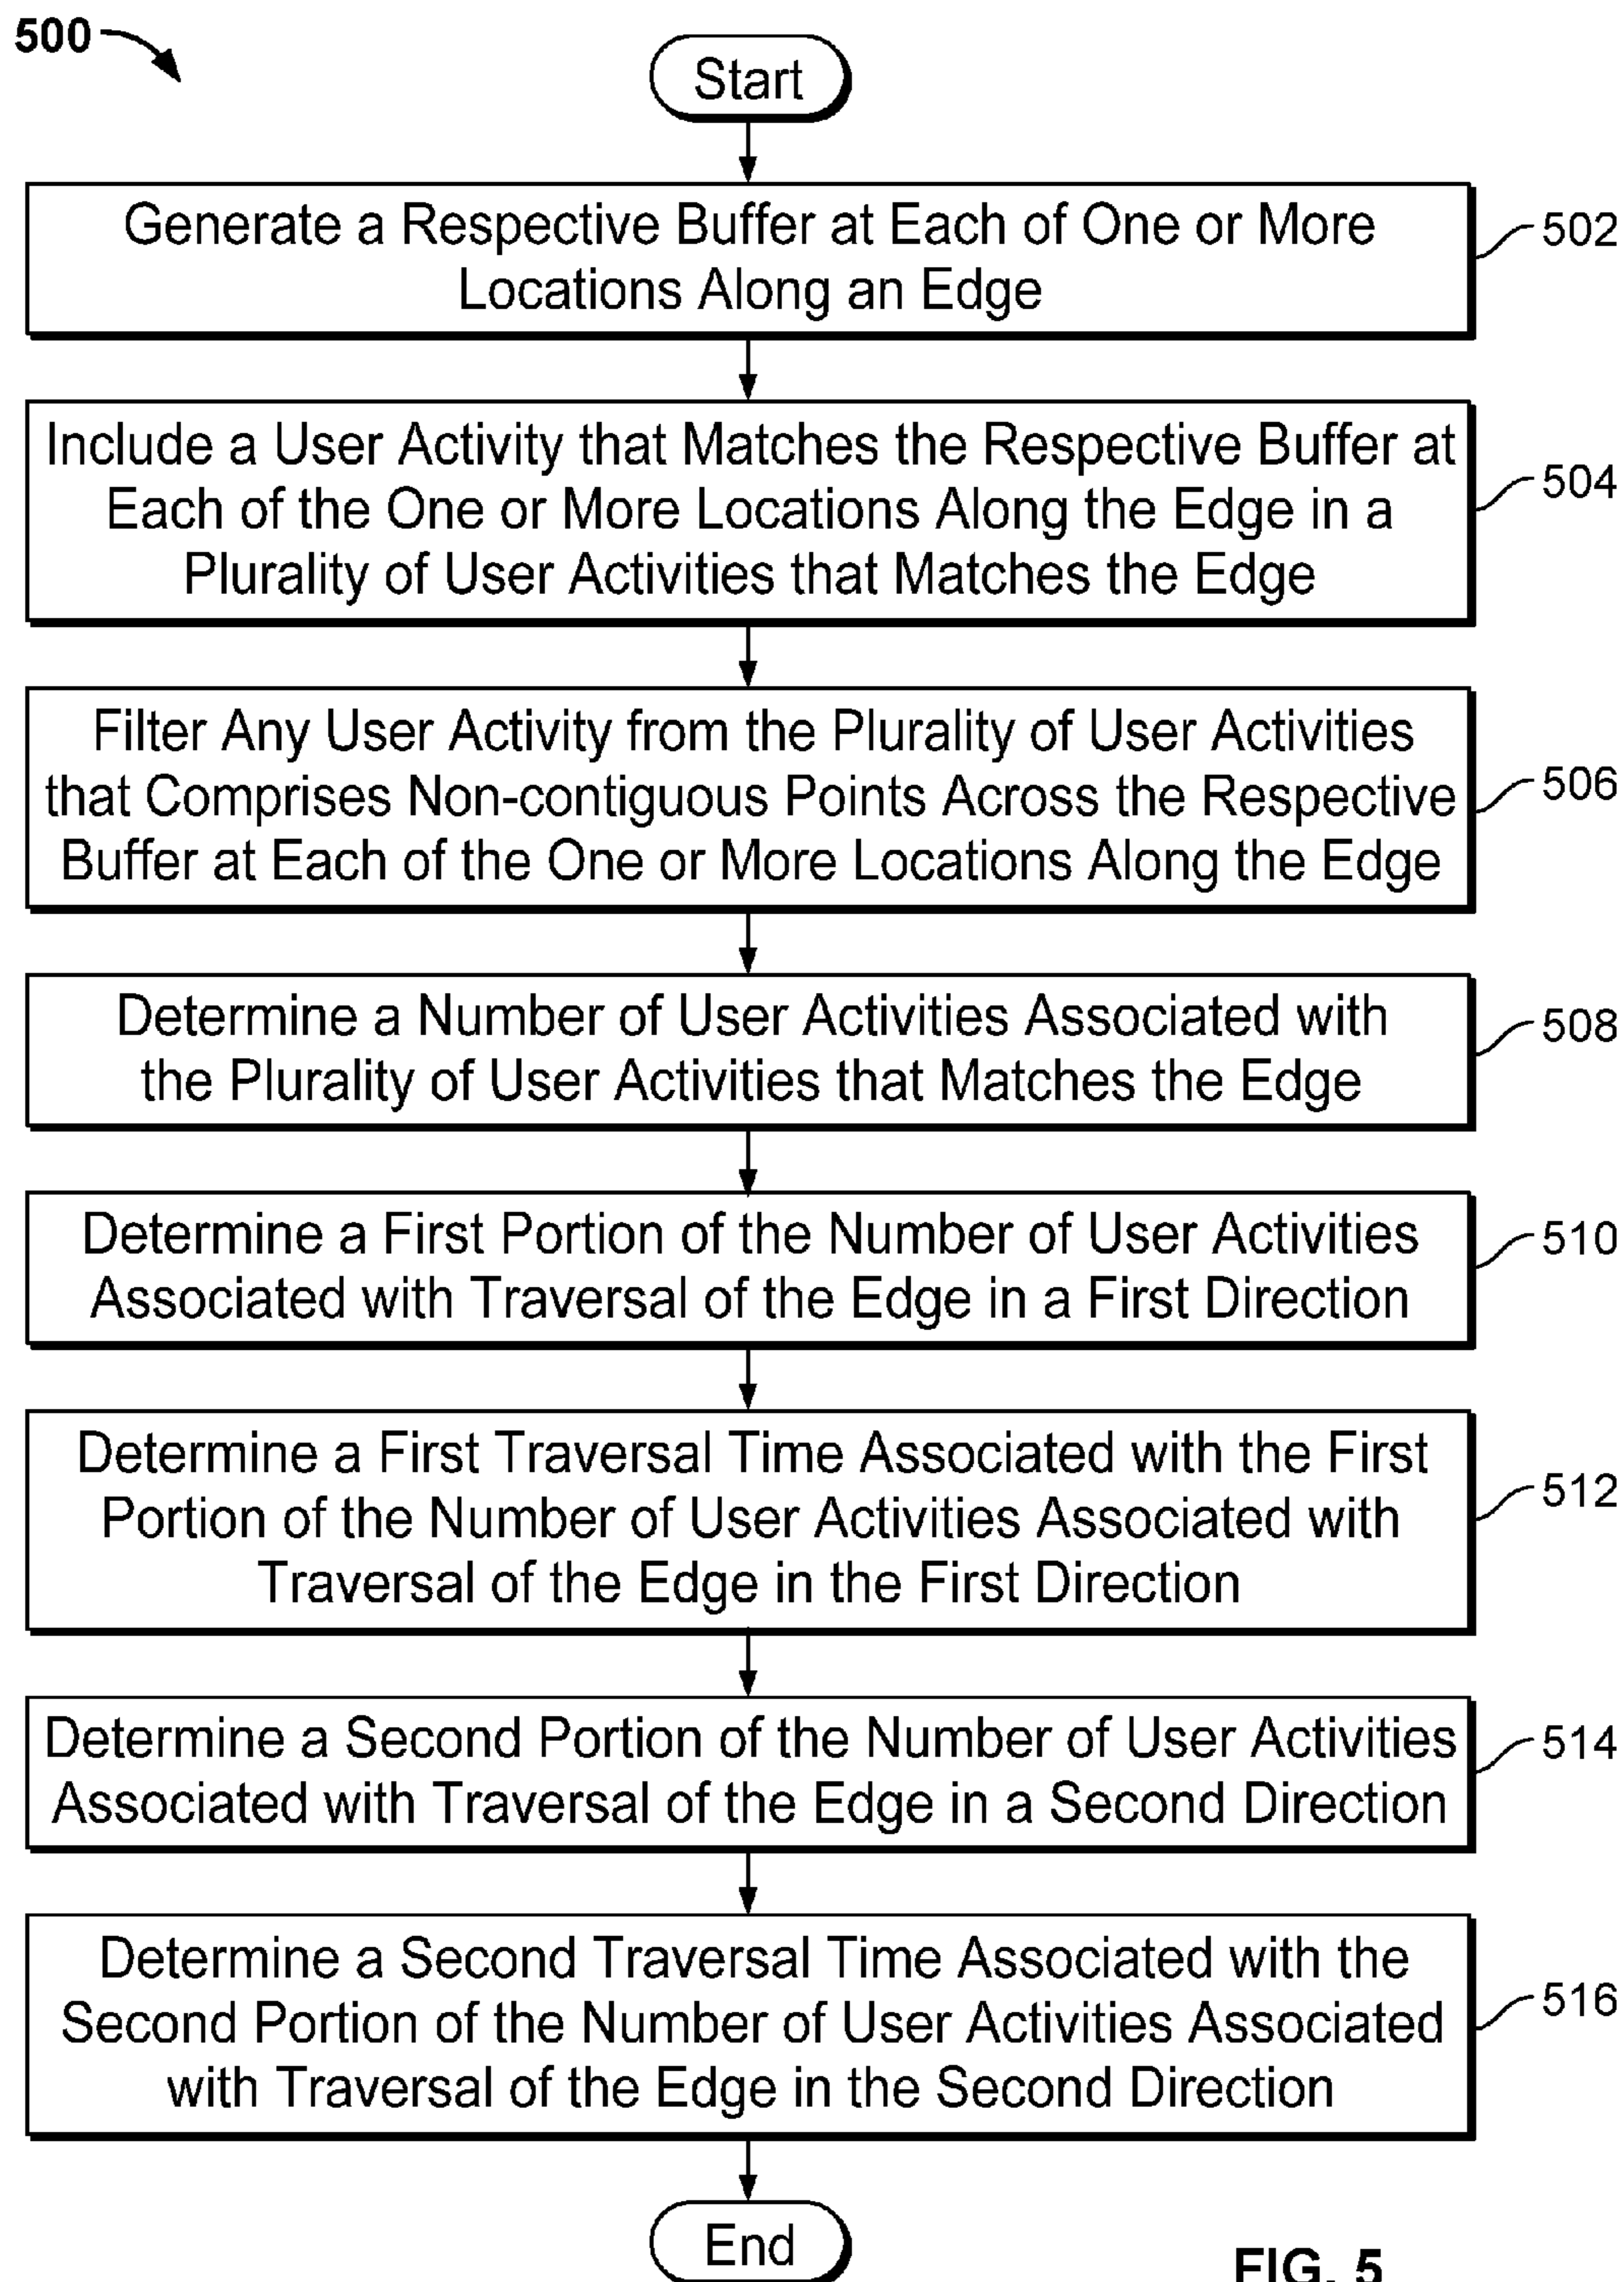 500
Start
Generate a Respective Buffer at Each of One or More
Locations Along an Edge
502
Include a User Activity that Matches the Respective Buffer at
Each of the One or More Locations Along the Edge in a
Plurality of User Activities that Matches the Edge
504
Filter Any User Activity from the Plurality of User Activities
that Comprises Non-contiguous Points Across the Respective
Buffer at Each of the One or More Locations Along the Edge
506
Determine a Number of User Activities Associated with
the Plurality of User Activities that Matches the Edge
508
Determine a First Portion of the Number of User Activities
Associated with Traversal of the Edge in a First Direction
510
Determine a First Traversal Time Associated with the First
Portion of the Number of User Activities Associated with
Traversal of the Edge in the First Direction
512
Determine a Second Portion of the Number of User Activities
Associated with Traversal of the Edge in a Second Direction
514
Determine a Second Traversal Time Associated with the
Second Portion of the Number of User Activities Associated
with Traversal of the Edge in the Second Direction
516
End
FIG. 5